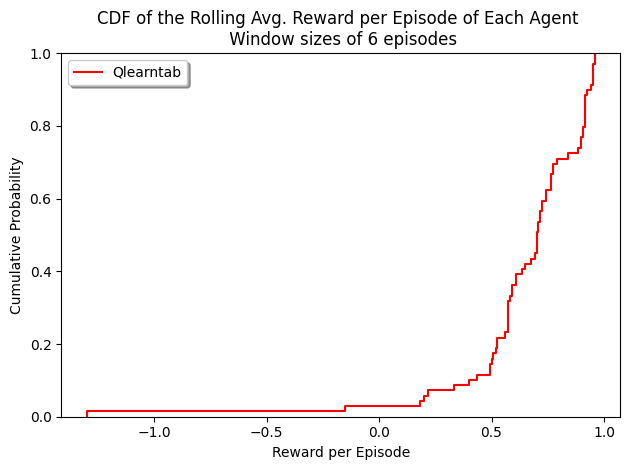 CDF of the Rolling Avg. Reward per Episode of Each Agent
Window sizes of 6 episodes
Qlearntab
1.0
0.8
0.6
0.4
0.2
0.0
Cumulative Probability
−1.0 −0.5 0.0 0.5 1.0
Reward per Episode